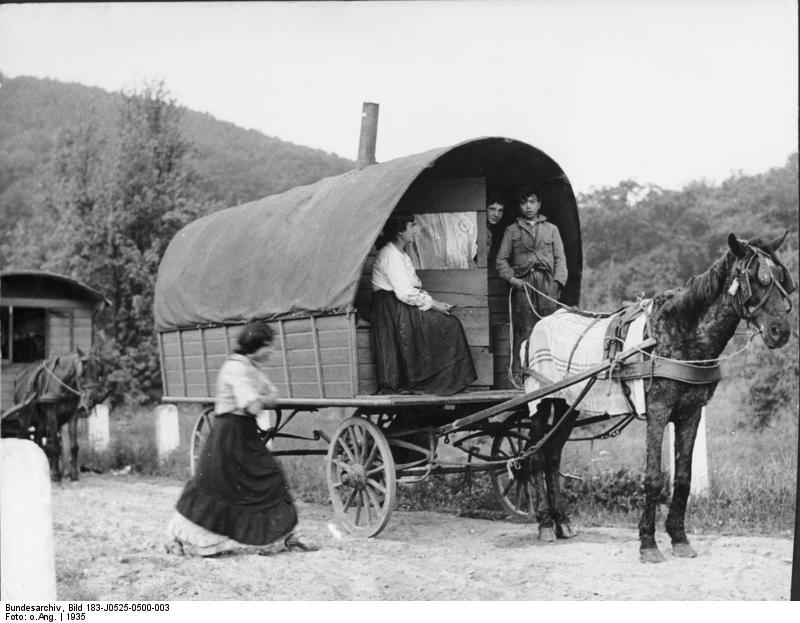 Bundesarchiv, Bild 183-J0525-0500-003
Foto: o.Ang. | 1935